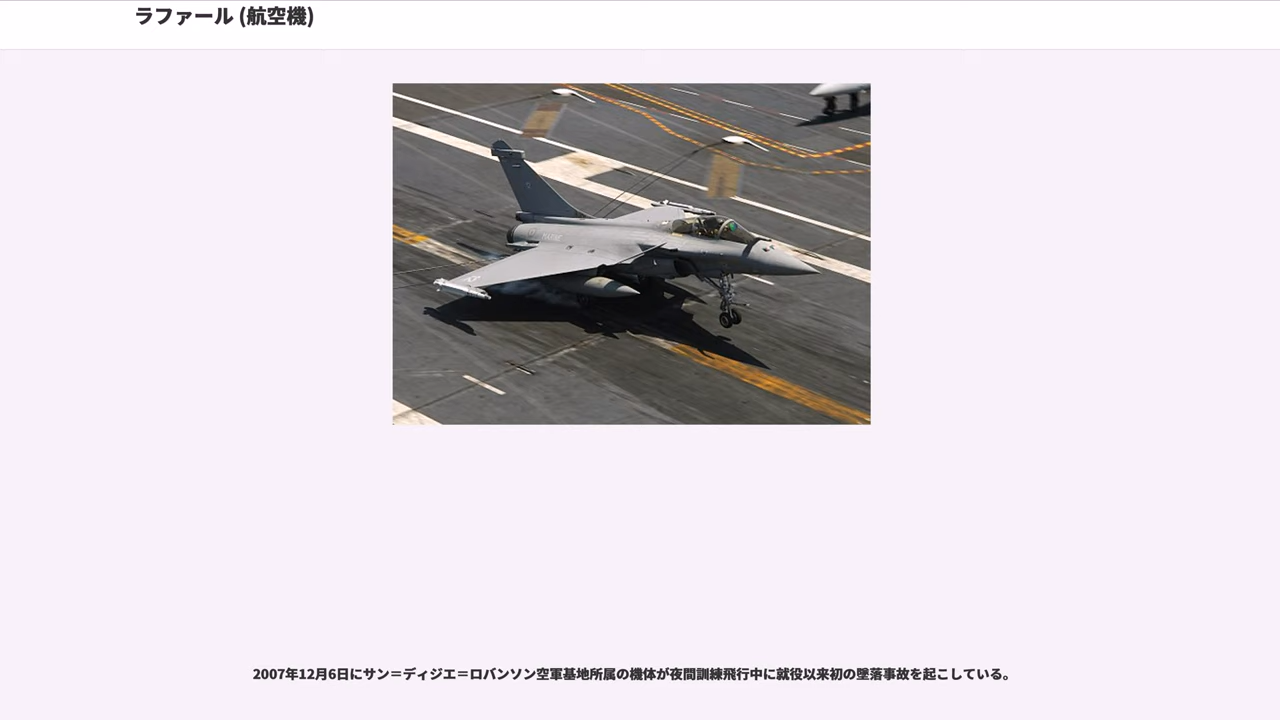 ラファール (航空機)
2007年12月6日にサン＝ディジエ＝ロバンソン空軍基地所属の機体が夜間訓練飛行中に就役以来初の墜落事故を起こしている。